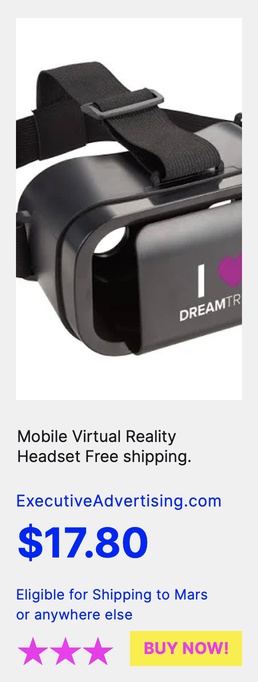 I
DREAMTR
Mobile Virtual Reality
Headset Free shipping.
ExecutiveAdvertising.com
$17.80
Eligible for Shipping to Mars
or anywhere else
BUY NOW!